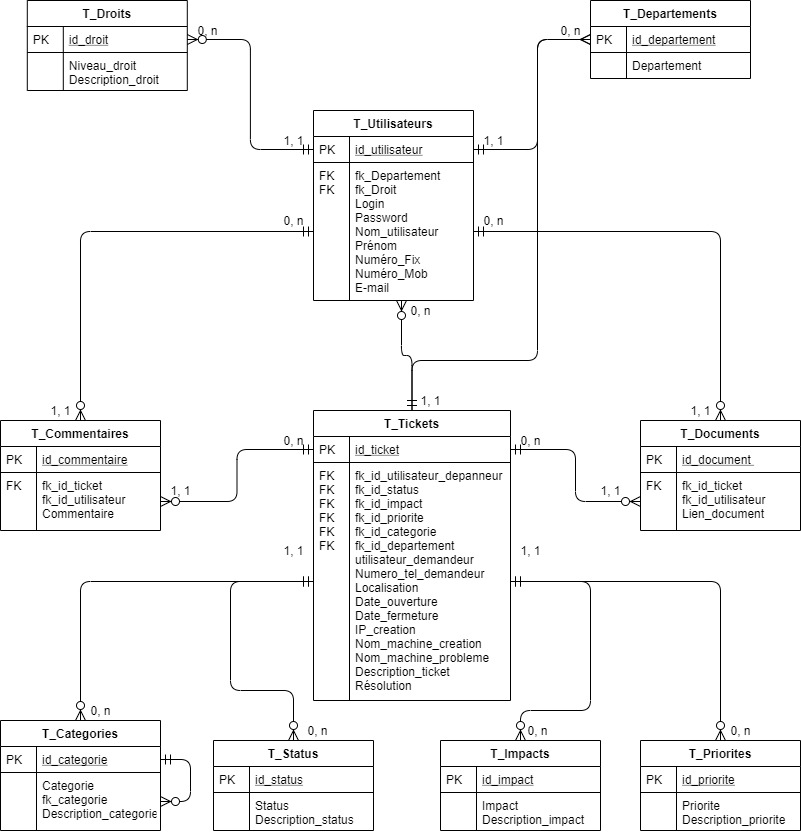 T_Droits
PK id_droit
Niveau_droit
Description_droit
0, n
T_Departements
PK id_departement
Departement
0, n
T_Utilisateurs
PK id_utilisateur
FK fk_Departement
FK fk_Droit
Login
Password
Nom_utilisateur
Prénom
Numéro_Fix
Numéro_Mob
E-mail
1, 1
1, 1
0, n
0, n
0, n
1, 1
T_Commentaires
PK id_commentaire
FK fk_id_ticket
fk_id_utilisateur
Commentaire
1, 1
1, 1
T_Tickets
PK id_ticket
FK fk_id_utilisateur_depanneur
FK fk_id_status
FK fk_id_impact
FK fk_id_priorite
FK fk_id_categorie
FK fk_id_departement
utilisateur_demandeur
Numero_tel_demandeur
Localisation
Date_ouverture
Date_fermeture
IP_creation
Nom_machine_creation
Nom_machine_probleme
Description_ticket
Résolution
0, n
0, n
1, 1
1, 1
T_Documents
PK id_document
FK fk_id_ticket
fk_id_utilisateur
Lien_document
1, 1
1, 1
T_Categories
PK id_categorie
Categorie
fk_categorie
Description_categorie
0, n
T_Status
PK id_status
Status
Description_status
0, n
T_Impacts
PK id_impact
Impact
Description_impact
0, n
T_Priorites
PK id_priorite
Priorite
Description_priorite
0, n